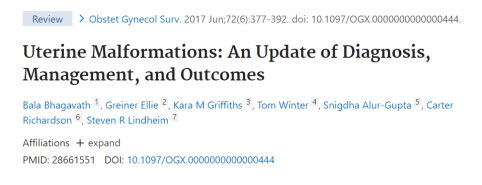 Review > Obstet Gynecol Surv. 2017 Jun;72(6):377-392. doi: 10.1097/OGX.0000000000000444.
Uterine Malformations: An Update of Diagnosis,
Management, and Outcomes
Bala Bhagavath 1, Greiner Ellie 2, Kara M Griffiths 3, Tom Winter 4, Snigdha Alur-Gupta 5, Carter
Richardson 6, Steven R Lindheim 7
Affiliations + expand
PMID: 28661551 DOI: 10.1097/OGX.0000000000000444